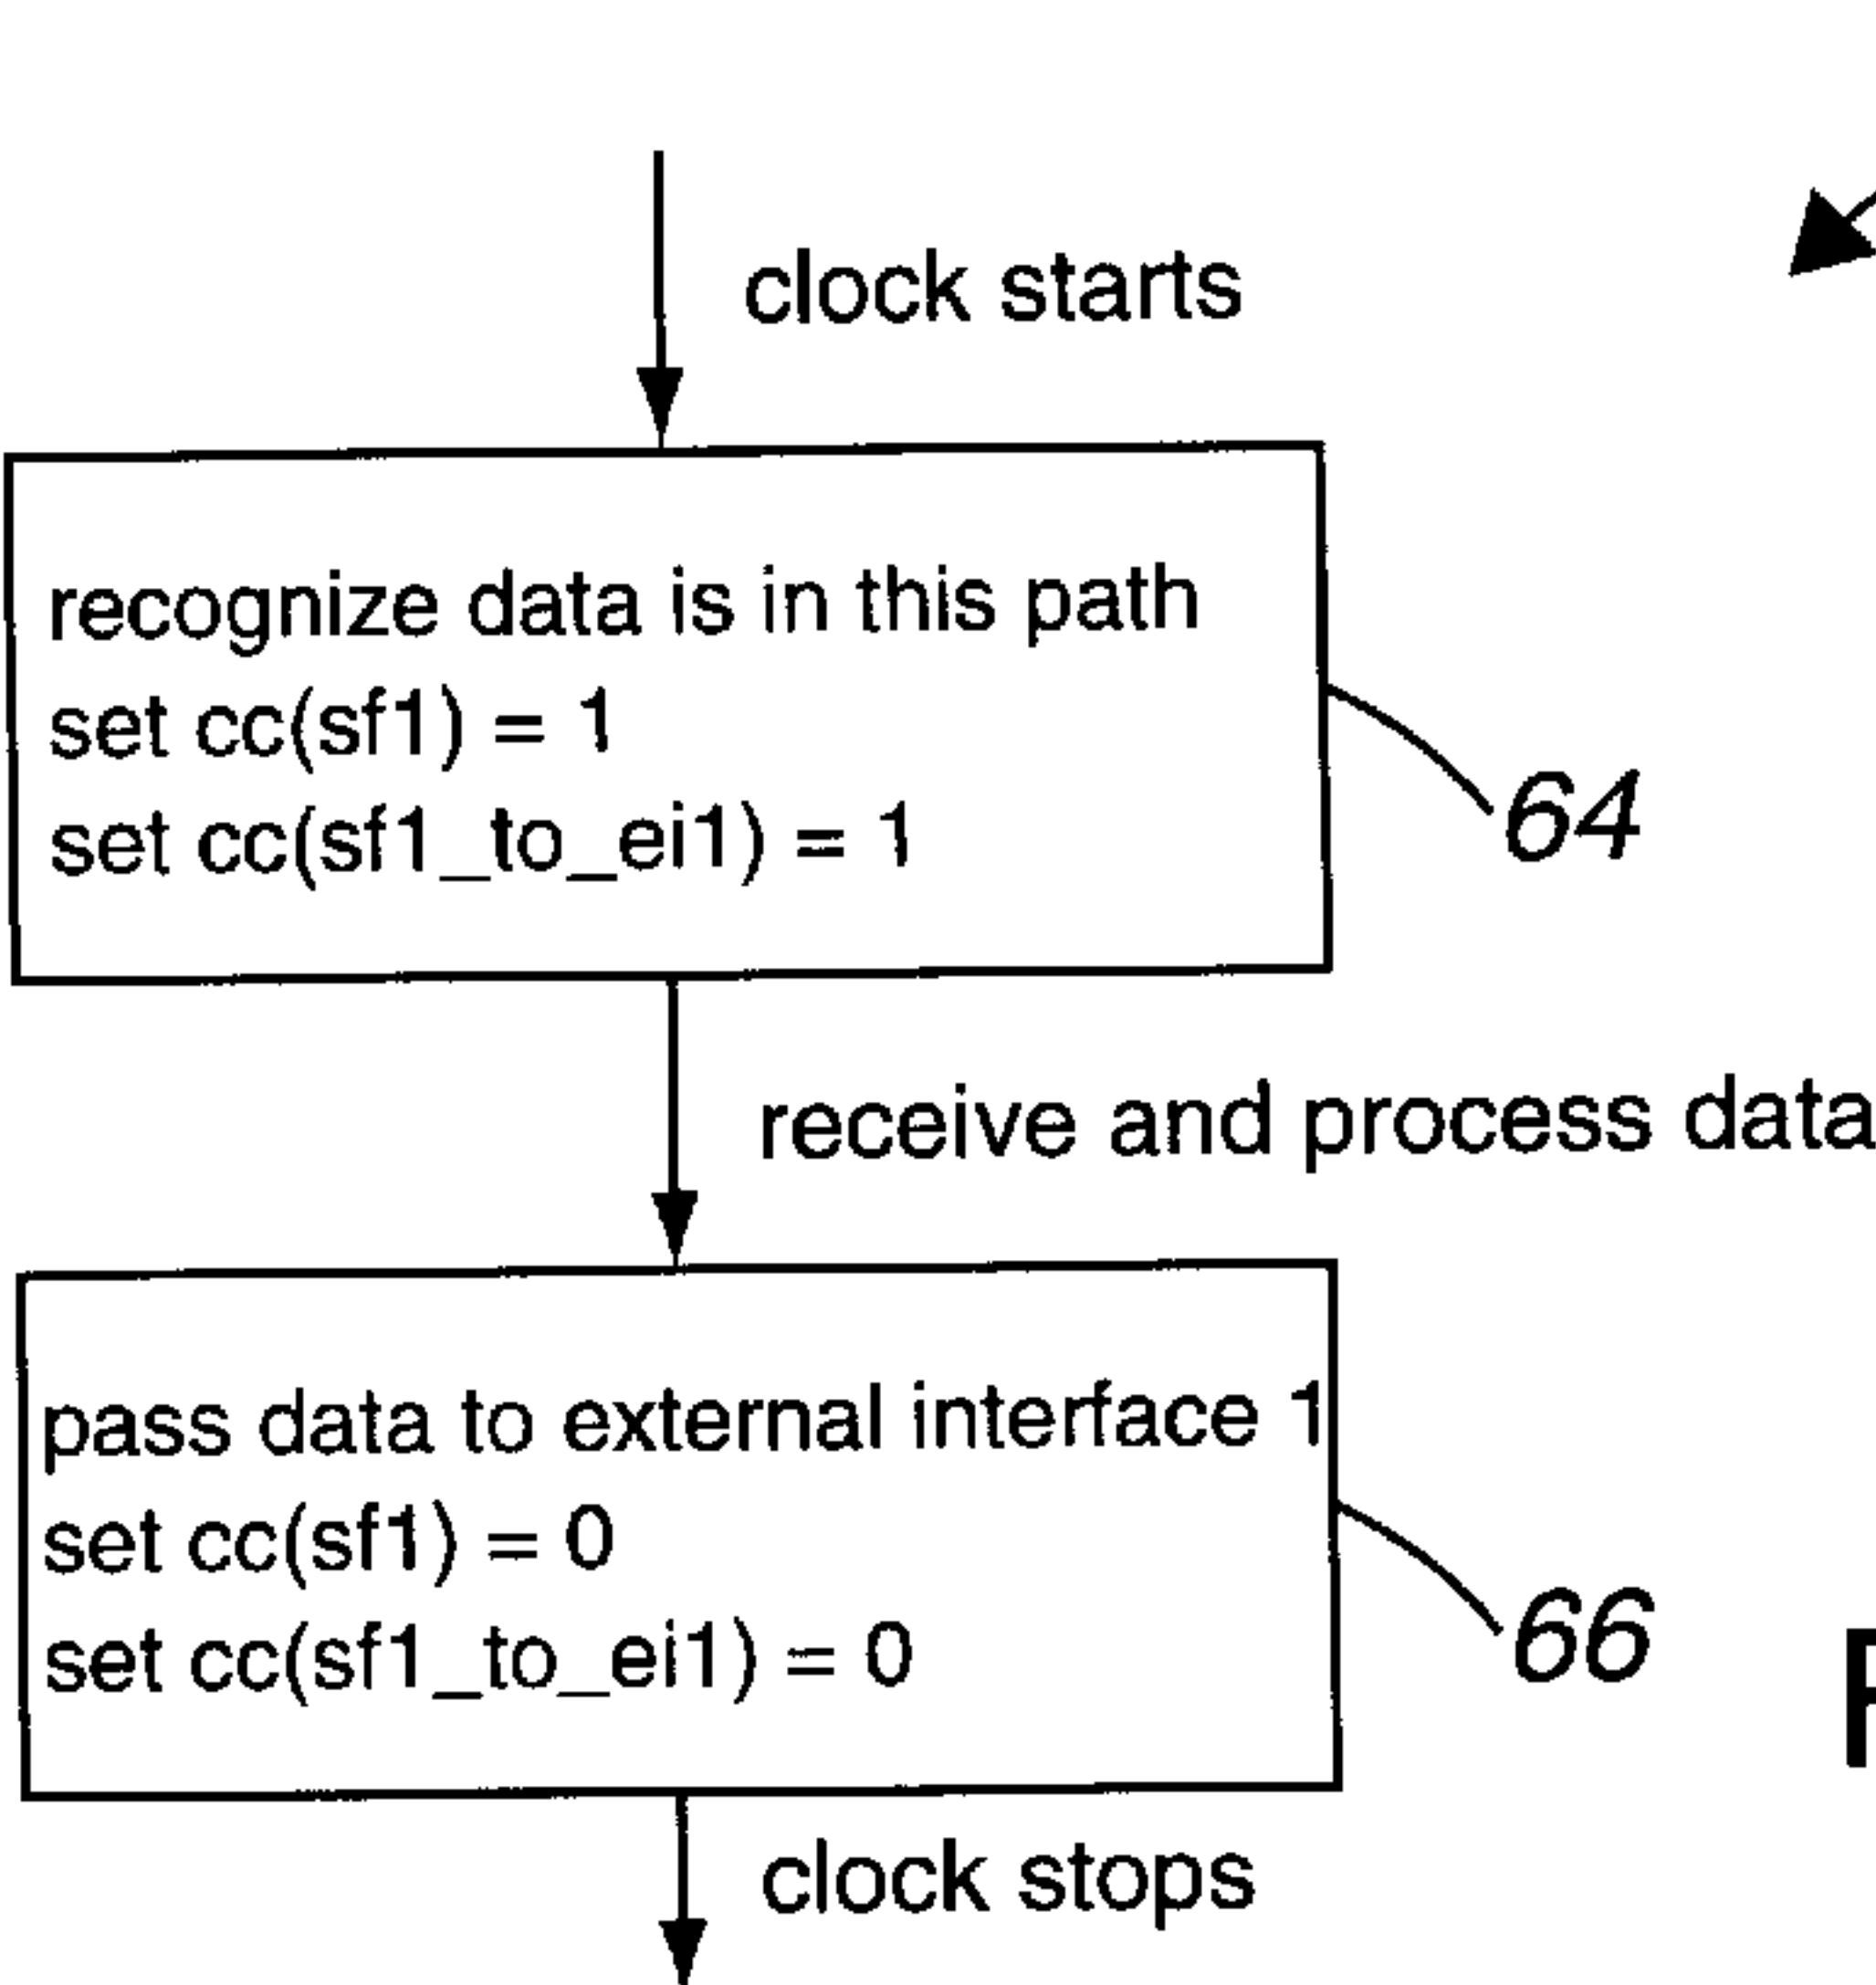 clock starts
recognize data is in this path
set cc(sf1) = 1
set cc(sf1_to_ei1) = 1
64
receive and process data
pass data to external interface 1
set cc(sf1) = 0
set cc(sf1_to_ei1) = 0
66
clock stops